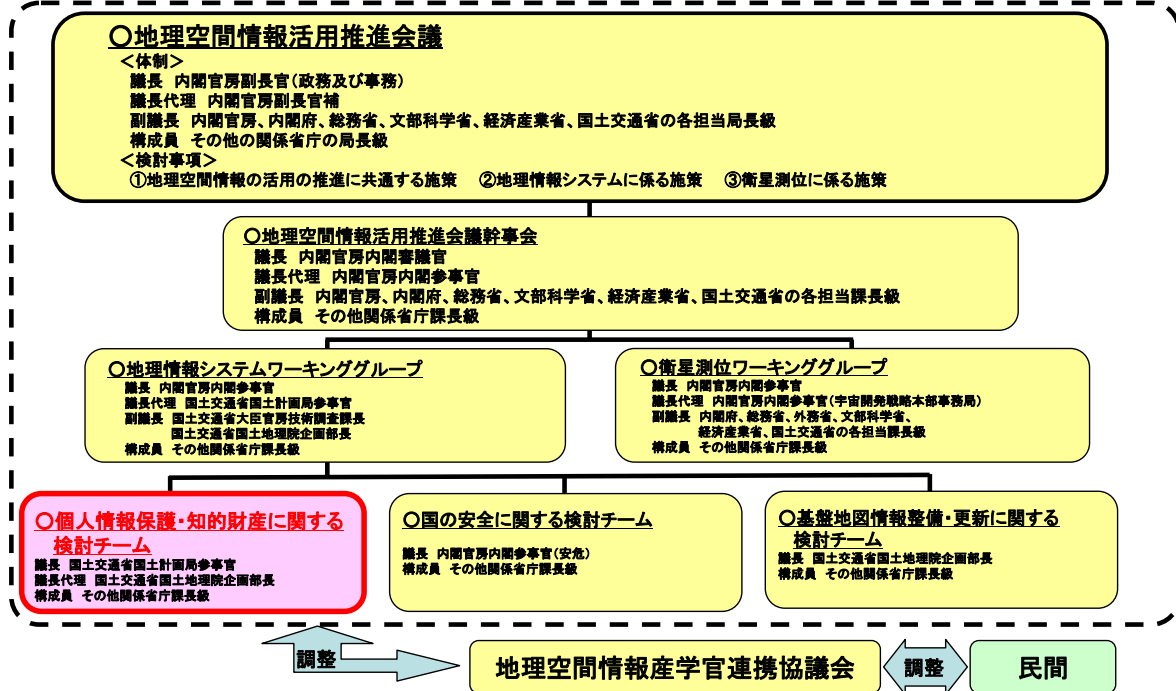 ○地理空間情報活用推進会議
＜体制＞
議長 内閣官房副長官（政務及び事務）
議長代理 内閣官房副長官補
副議長 内閣官房、内閣府、総務省、文部科学省、経済産業省、国土交通省の各担当局長級
構成員 その他の関係省庁の局長級
＜検討事項＞
①地理空間情報の活用の推進に共通する施策 ②地理情報システムに係る施策 ③衛星測位に係る施策
○地理空間情報活用推進会議幹事会
議長 内閣官房内閣審議官
議長代理 内閣官房内閣参事官
副議長 内閣官房、内閣府、総務省、文部科学省、経済産業省、国土交通省の各担当課長級
構成員 その他関係省庁課長級
○地理情報システムワーキンググループ
議長 内閣官房内閣参事官
議長代理 国土交通省国土計画局参事官
副議長 国土交通省大臣官房技術調査課長
国土交通省国土地理院企画部長
構成員 その他関係省庁課長級
○衛星測位ワーキンググループ
議長 内閣官房内閣参事官
議長代理 内閣官房内閣参事官（宇宙開発戦略本部事務局）
副議長 内閣府、総務省、外務省、文部科学省、
経済産業省、国土交通省の各担当課長級
構成員 その他関係省庁課長級
○個人情報保護・知的財産に関する
検討チーム
議長 国土交通省国土計画局参事官
議長代理 国土交通省国土地理院企画部長
構成員 その他関係省庁課長級
○国の安全に関する検討チーム
議長 内閣官房内閣参事官（安危）
構成員 その他関係省庁課長級
○基盤地図情報整備・更新に関する
検討チーム
議長 国土交通省国土地理院企画部長
構成員 その他関係省庁課長級
調整
地理空間情報産学官連携協議会
調整
民間